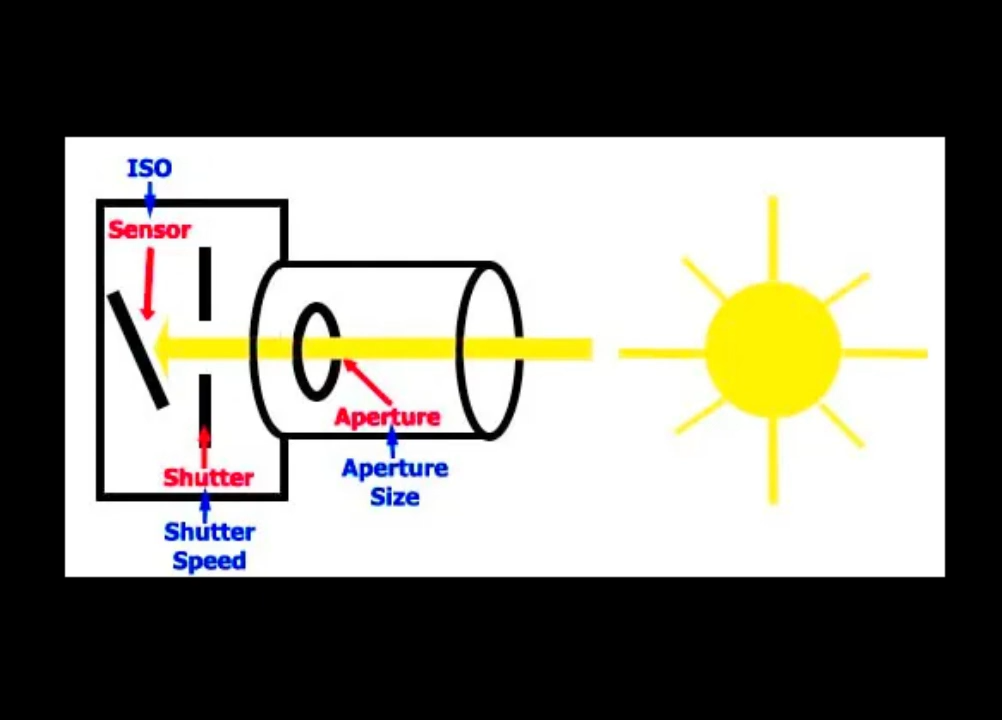 ISO
Sensor
Aperture
Aperture
Size
Shutter
Shutter
Speed